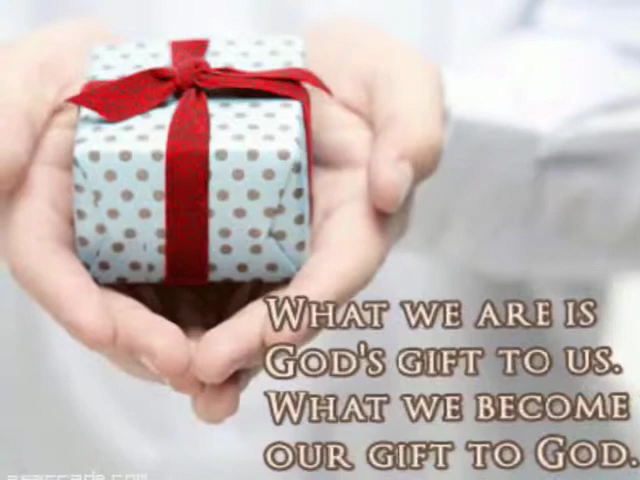 What we are is
God's gift to us.
What we become
our gift to God.